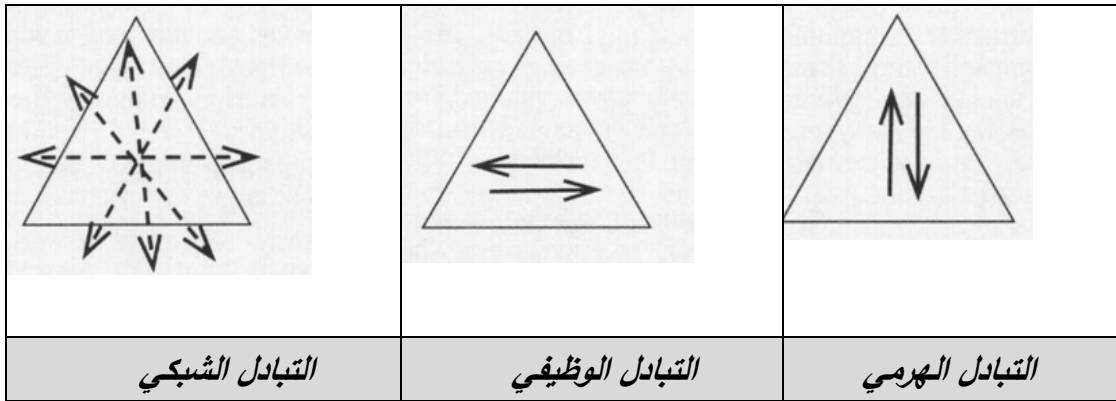 التبادل الهرمي
التبادل الوظيفي
التبادل الشبكي